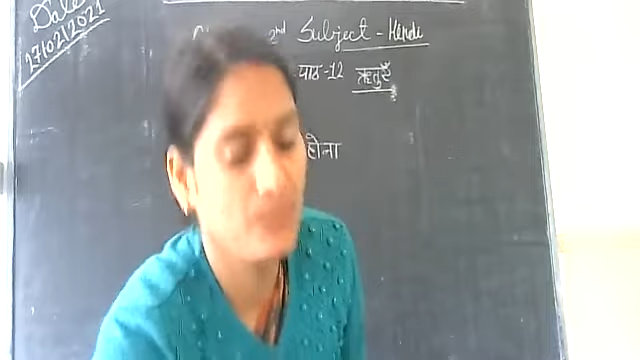 Date
27/02/2021
2nd Subject - Hindi
पाठ -12 ऋतुएँ
होना